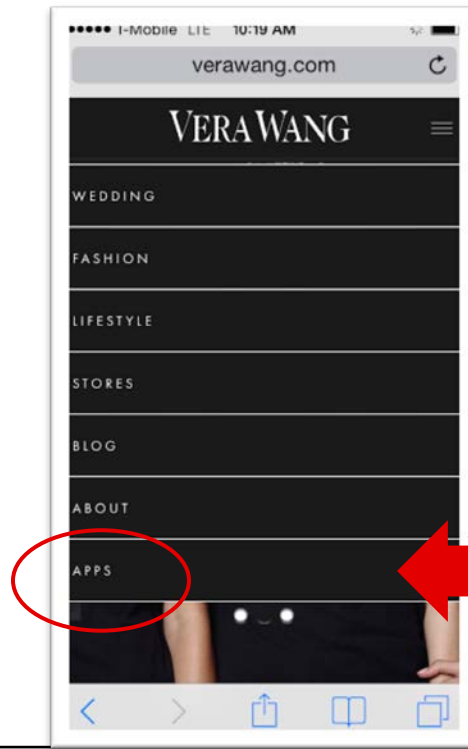 T-Mobile LTE 10:19 AM
verawang.com
VERA WANG
WEDDING
FASHION
LIFESTYLE
STORES
BLOG
ABOUT
APPS